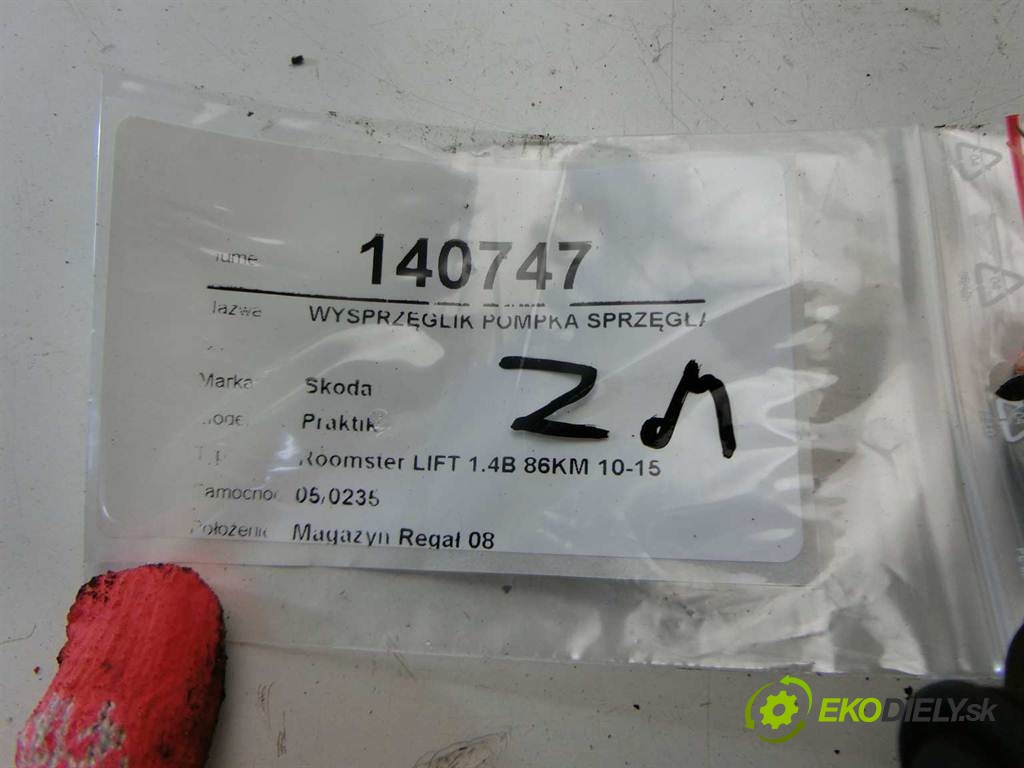 140747
WYSPRZĘGLIK POMPKA SPRZĘGŁA
Marka Skoda
Praktik
Roomster LIFT 1.4B 86KM 10-15
05/0235
Położenie Magazyn Regał 08
EKODIELY.sk